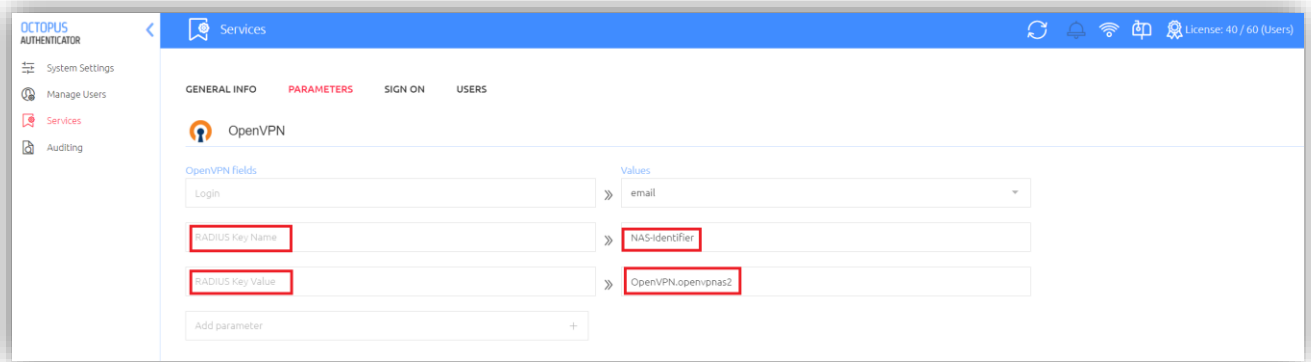 OCTOPUS
AUTHENTICATOR
Services
License: 40 / 60 (Users)
System Settings
Manage Users
Services
Auditing
GENERAL INFO PARAMETERS SIGN ON USERS
OpenVPN
OpenVPN fields Values
Login » email
RADIUS Key Name » NAS-Identifier
RADIUS Key Value » OpenVPN.openvpnas2
Add parameter +